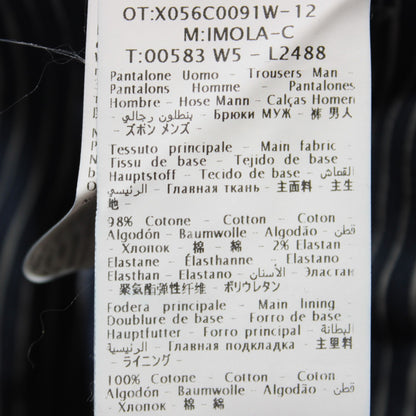 OT:X056C0091W-12
M:IMOLA-C
T:00583 W5 - L2488
Pantalone Uomo - Trousers Man -
Pantalons Homme - Pantalones
Hombre - Hose Mann - Calças Homen
- بنطلون رجالي - Брюки МУЖ - 裤 男人
- ズボン メンズ -
Tessuto principale - Main fabric
Tissu de base - Tejido de base -
Hauptstoff - Tecido de base - القماش
الرئيسي - Главная ткань - 主面料 - 主生
地 -
98% Cotone - Cotton - Coton -
Algodón - Baumwolle - Algodão - قطن
- Хлопок - 棉 - 綿 - 2% Elastan
Elastane - Élasthanne - Elastano -
Elasthan - Elastano - الأستان - Эластан
- 聚氨酯弹性纤维 - ポリウレタン
Fodera principale - Main lining -
Doublure de base - Forro de base -
Hauptfutter - Forro principal - البطانة
الرئيسية - Главная подкладка - 主里料
- ライニング -
100% Cotone - Cotton - Coton -
Algodón - Baumwolle - Algodão - قطن
- Хлопок - 棉 - 綿 -